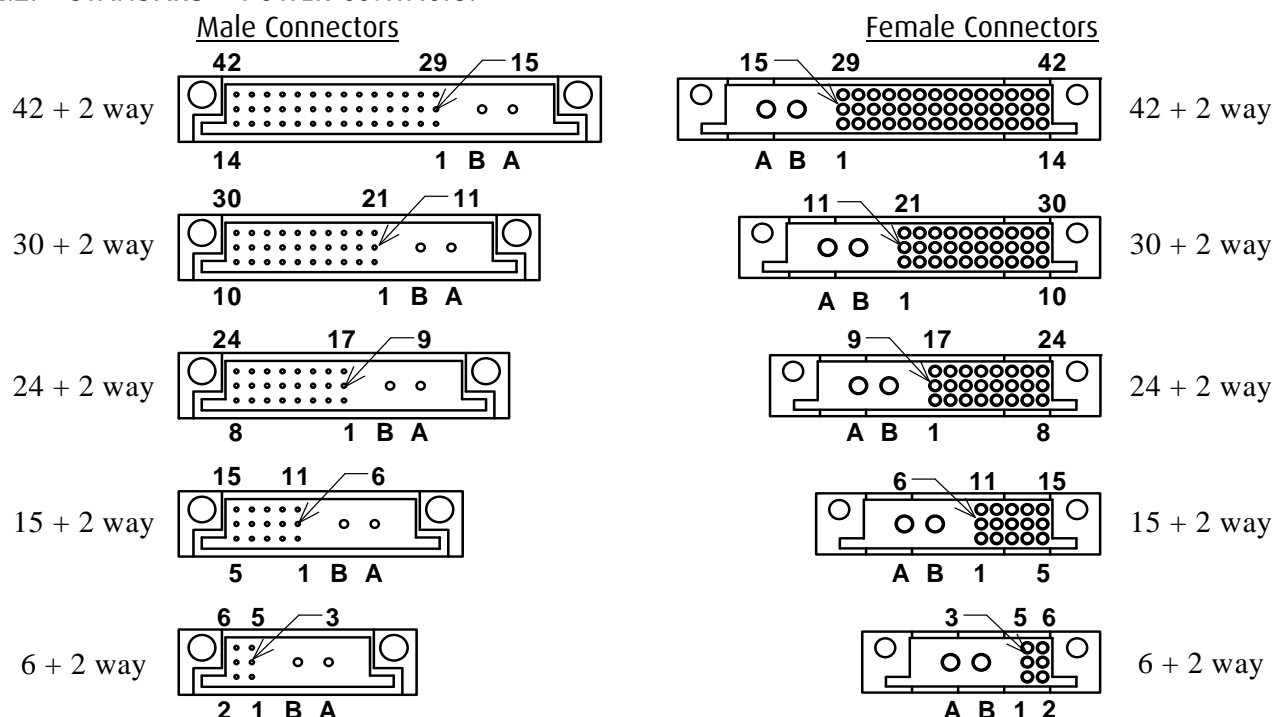 Male Connectors Female Connectors
42 29 15 15 29 42
42 + 2 way 42 + 2 way
14 1 B A A B 1 14
30 21 11 11 21 30
30 + 2 way 30 + 2 way
10 1 B A A B 1 10
24 17 9 9 17 24
24 + 2 way 24 + 2 way
8 1 B A A B 1 8
15 11 6 6 11 15
15 + 2 way 15 + 2 way
5 1 B A A B 1 5
6 5 3 3 5 6
6 + 2 way 6 + 2 way
2 1 B A A B 1 2